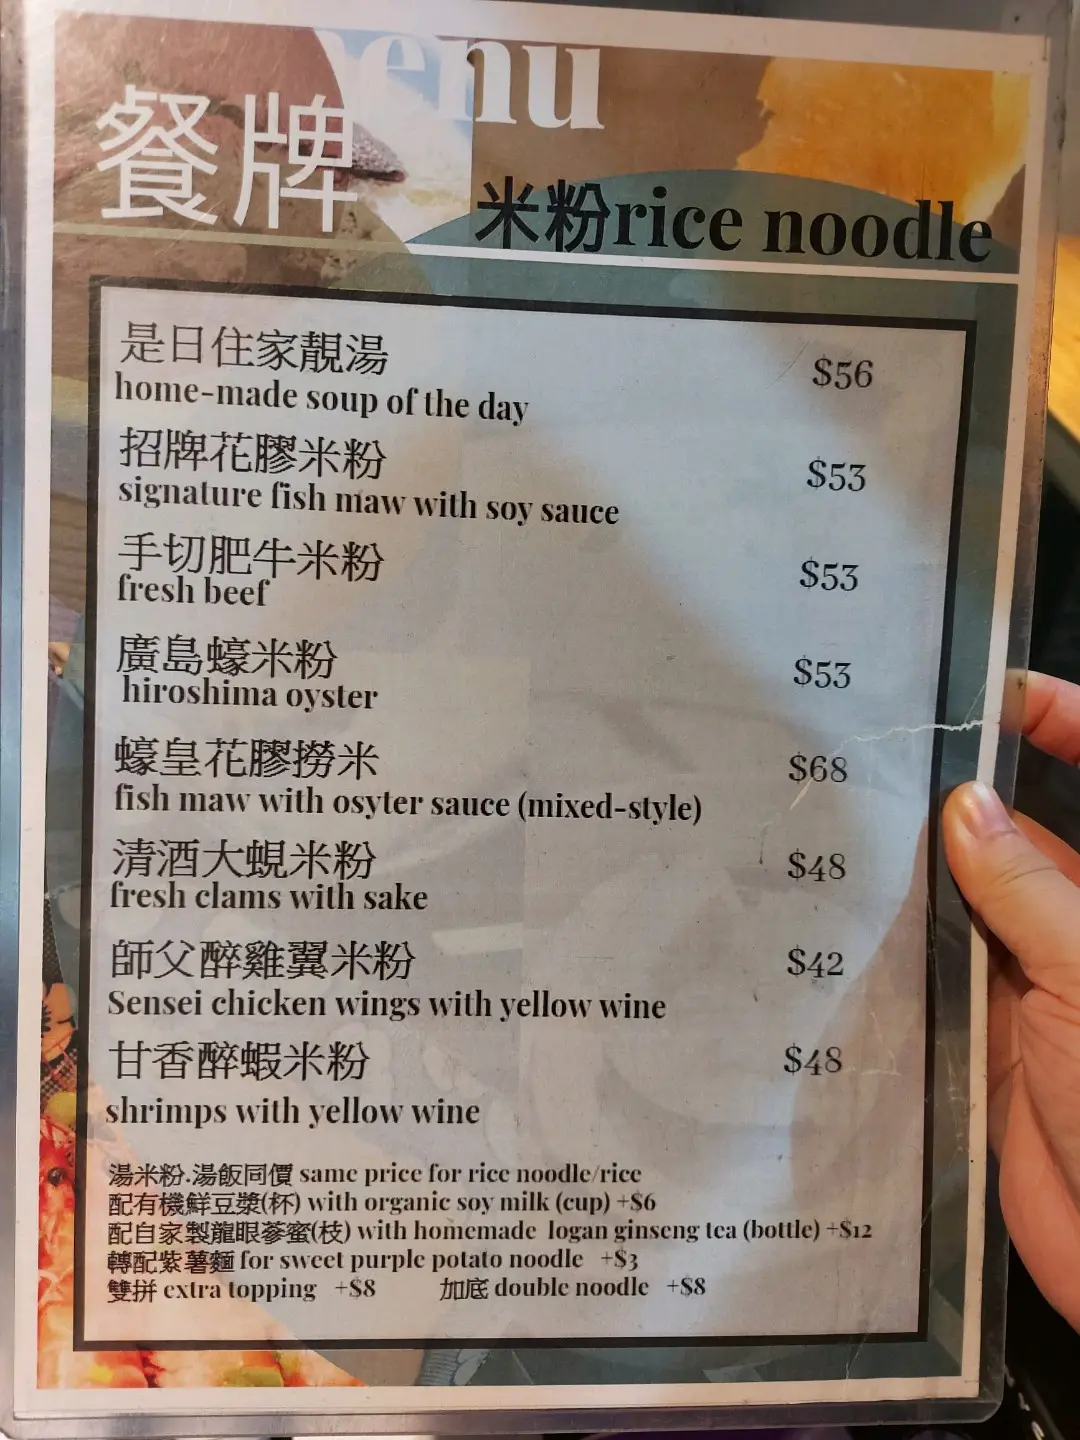 enu
餐牌
米粉rice noodle
是日住家靚湯
home-made soup of the day
$56
招牌花膠米粉
signature fish maw with soy sauce
$53
手切肥牛米粉
fresh beef
$53
廣島蠔米粉
hiroshima oyster
$53
蠔皇花膠撈米
fish maw with osyter sauce (mixed-style)
$68
清酒大蜆米粉
fresh clams with sake
$48
師父醉雞翼米粉
Sensei chicken wings with yellow wine
$42
甘香醉蝦米粉
shrimps with yellow wine
$48
湯米粉.湯飯同價 same price for rice noodle/rice
配有機鮮豆漿(杯) with organic soy milk (cup) +$6
配自家製龍眼蔘蜜(枝) with homemade logan ginseng tea (bottle) +$12
轉配紫薯麵 for sweet purple potato noodle +$3
雙拼 extra topping +$8 加底 double noodle +$8